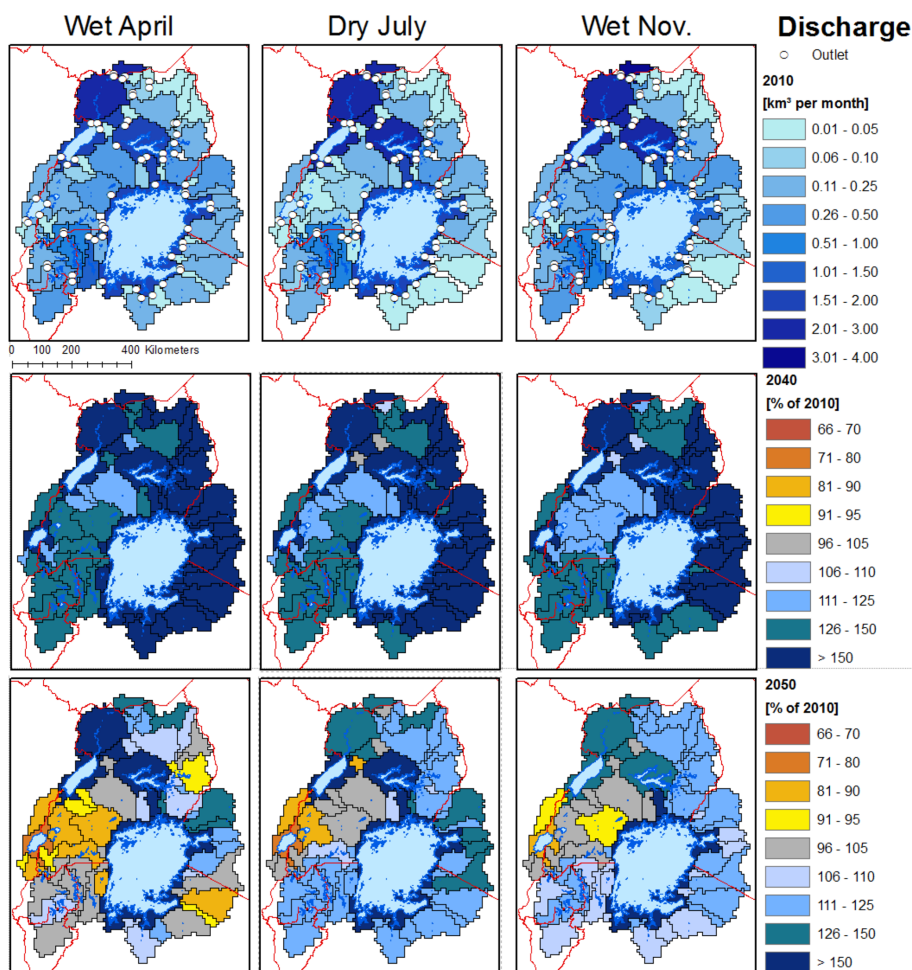 Wet April
Dry July
Wet Nov.
Discharge
Outlet
2010
[km³ per month]
0.01 - 0.05
0.06 - 0.10
0.11 - 0.25
0.26 - 0.50
0.51 - 1.00
1.01 - 1.50
1.51 - 2.00
2.01 - 3.00
3.01 - 4.00
0 100 200 400 Kilometers
2040
[% of 2010]
66 - 70
71 - 80
81 - 90
91 - 95
96 - 105
106 - 110
111 - 125
126 - 150
> 150
2050
[% of 2010]
66 - 70
71 - 80
81 - 90
91 - 95
96 - 105
106 - 110
111 - 125
126 - 150
> 150